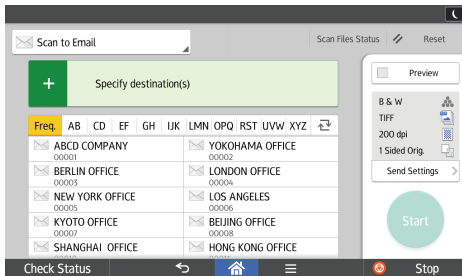 Scan to Email
Scan Files Status
Reset
+
Specify destination(s)
Preview
Freq. AB CD EF GH IJK LMN OPQ RST UVW XYZ
ABCD COMPANY
00001
YOKOHAMA OFFICE
00002
BERLIN OFFICE
00003
LONDON OFFICE
00004
NEW YORK OFFICE
00005
LOS ANGELES
00006
KYOTO OFFICE
00007
BEIJING OFFICE
00008
SHANGHAI OFFICE
HONG KONG OFFICE
B & W
TIFF
200 dpi
1 Sided Orig.
Send Settings
Start
Check Status
Stop